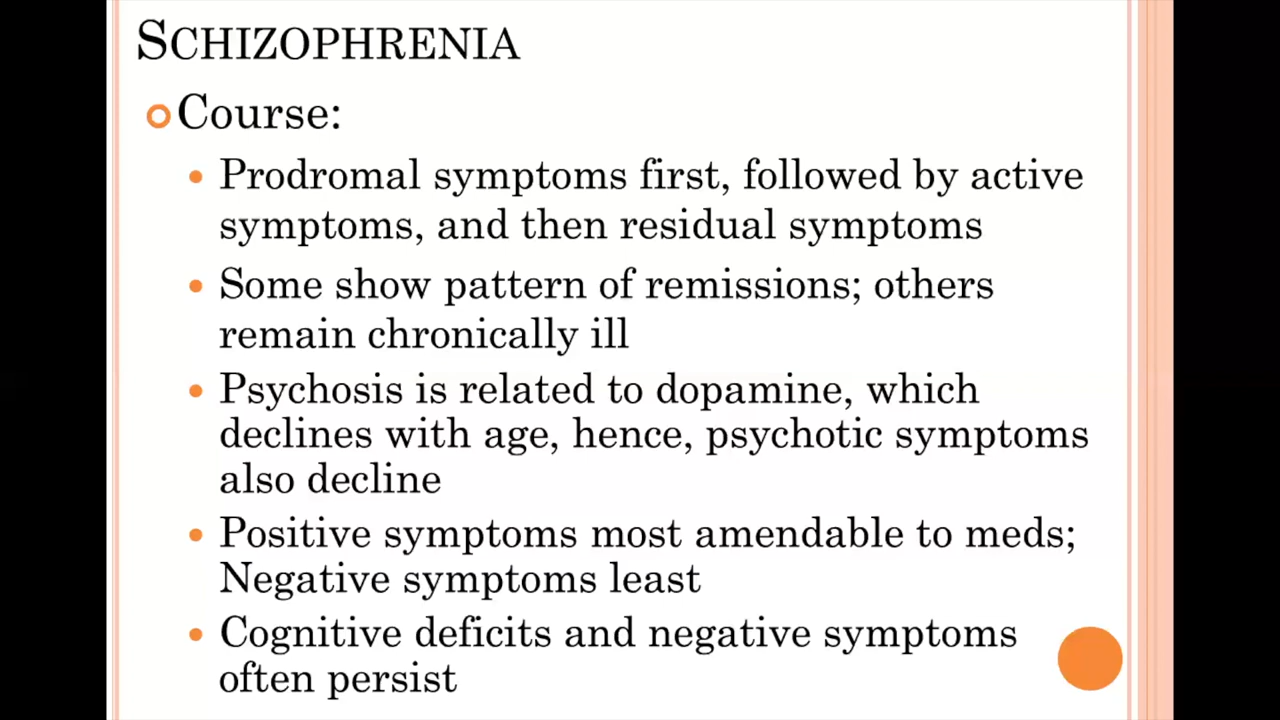 SCHIZOPHRENIA
Course:
Prodromal symptoms first, followed by active
symptoms, and then residual symptoms
Some show pattern of remissions; others
remain chronically ill
Psychosis is related to dopamine, which
declines with age, hence, psychotic symptoms
also decline
Positive symptoms most amendable to meds;
Negative symptoms least
Cognitive deficits and negative symptoms
often persist